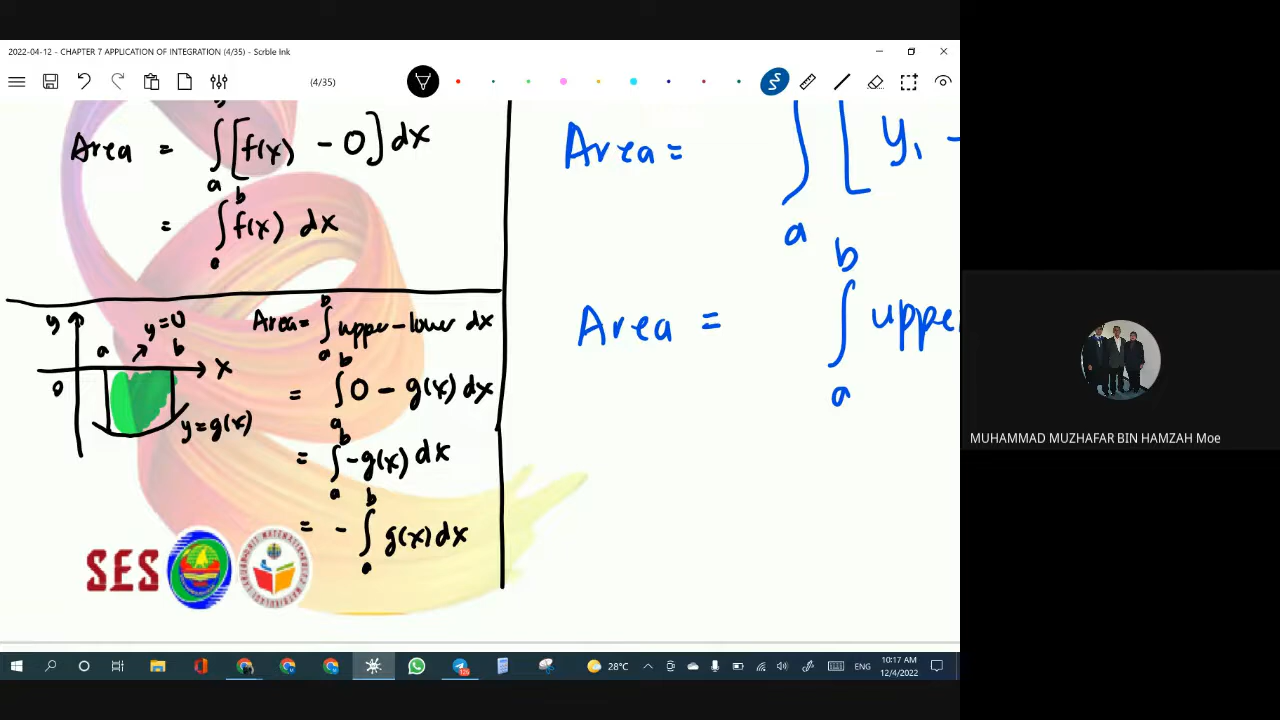 2022-04-12 - CHAPTER 7 APPLICATION OF INTEGRATION (4/35) - Scrble Ink
(4/35)
Area = ∫ₐ [f(x) - 0] dx
= ∫ₐᵇ f(x) dx
y
a
y=0
b
x
0
y=g(x)
Area = ∫ₐᵇ upper - lower dx
= ∫ₐᵇ 0 - g(x) dx
= ∫ₐᵇ -g(x) dx
= - ∫ₐᵇ g(x) dx
SES
Area = ∫ₐ [ y₁ -
Area = ∫ₐᵇ uppe
MUHAMMAD MUZHAFAR BIN HAMZAH Moe
28°C
ENG
10:17 AM
12/4/2022